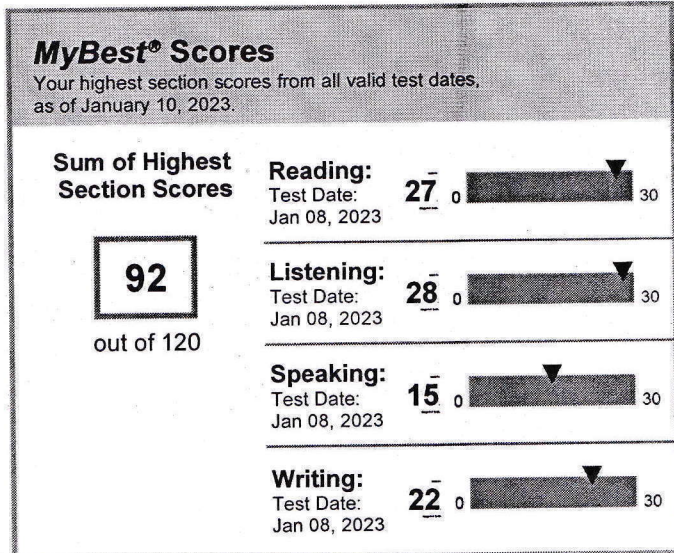 MyBest® Scores
Your highest section scores from all valid test dates,
as of January 10, 2023.
Sum of Highest
Section Scores
92
out of 120
Reading:
Test Date:
Jan 08, 2023
27
0
30
Listening:
Test Date:
Jan 08, 2023
28
0
30
Speaking:
Test Date:
Jan 08, 2023
15
0
30
Writing:
Test Date:
Jan 08, 2023
22
0
30